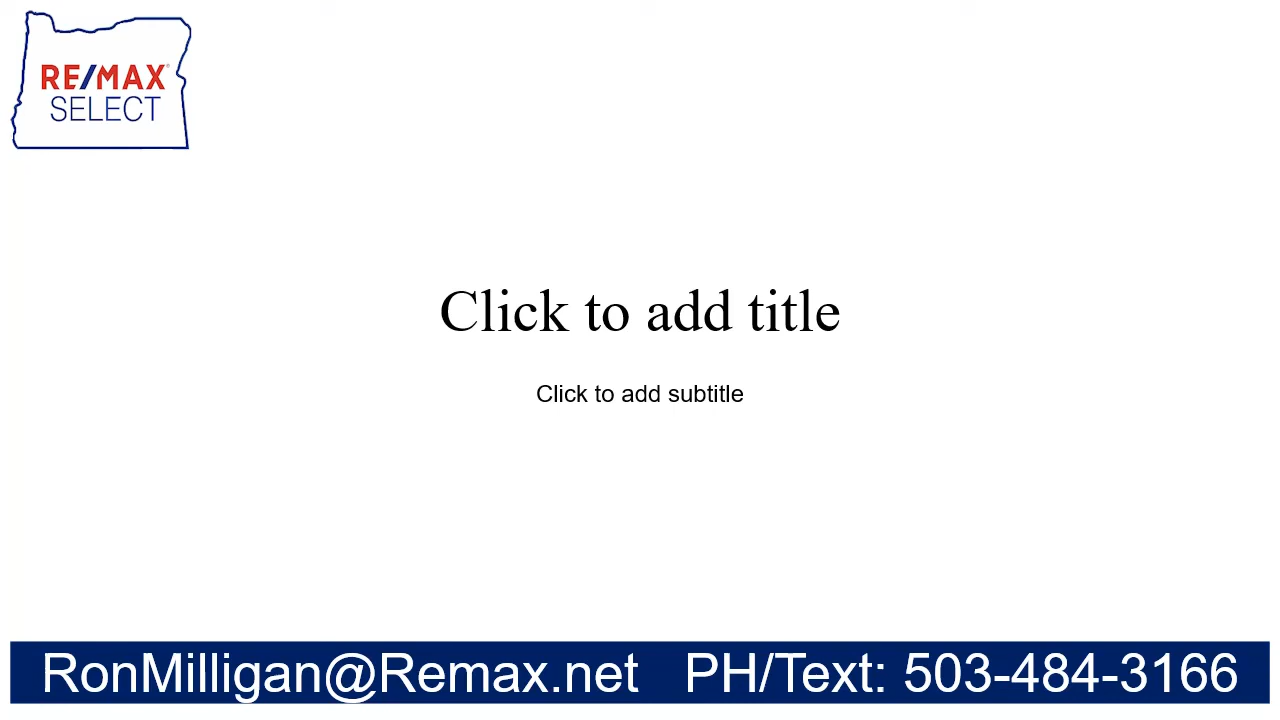 RE/MAX
SELECT
Click to add title
Click to add subtitle
RonMilligan@Remax.net PH/Text: 503-484-3166